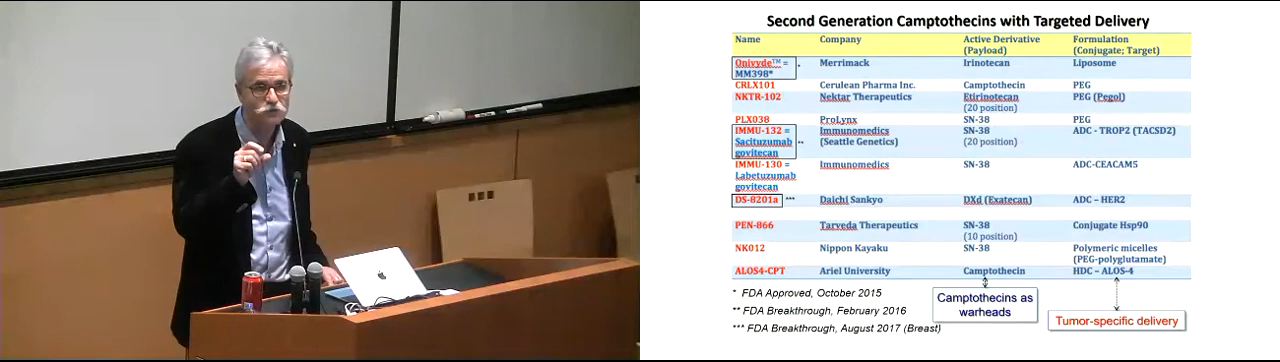 Second Generation Camptothecins with Targeted Delivery
Name Company Active Derivative (Payload) Formulation (Conjugate; Target)
Onivyde™ = MM398* * Merrimack Irinotecan Liposome
CRLX101 Cerulean Pharma Inc. Camptothecin PEG
NKTR-102 Nektar Therapeutics Etirinotecan (20 position) PEG (Pegol)
PLX038 ProLynx SN-38 PEG
IMMU-132 = Sacituzumab govitecan ** Immunomedics (Seattle Genetics) SN-38 (20 position) ADC - TROP2 (TACSD2)
IMMU-130 = Labetuzumab govitecan Immunomedics SN-38 ADC-CEACAM5
DS-8201a *** Daichi Sankyo DXd (Exatecan) ADC – HER2
PEN-866 Tarveda Therapeutics SN-38 (10 position) Conjugate Hsp90
NK012 Nippon Kayaku SN-38 Polymeric micelles (PEG-polyglutamate)
ALOS4-CPT Ariel University Camptothecin HDC – ALOS-4
* FDA Approved, October 2015
** FDA Breakthrough, February 2016
*** FDA Breakthrough, August 2017 (Breast)
Camptothecins as warheads
Tumor-specific delivery